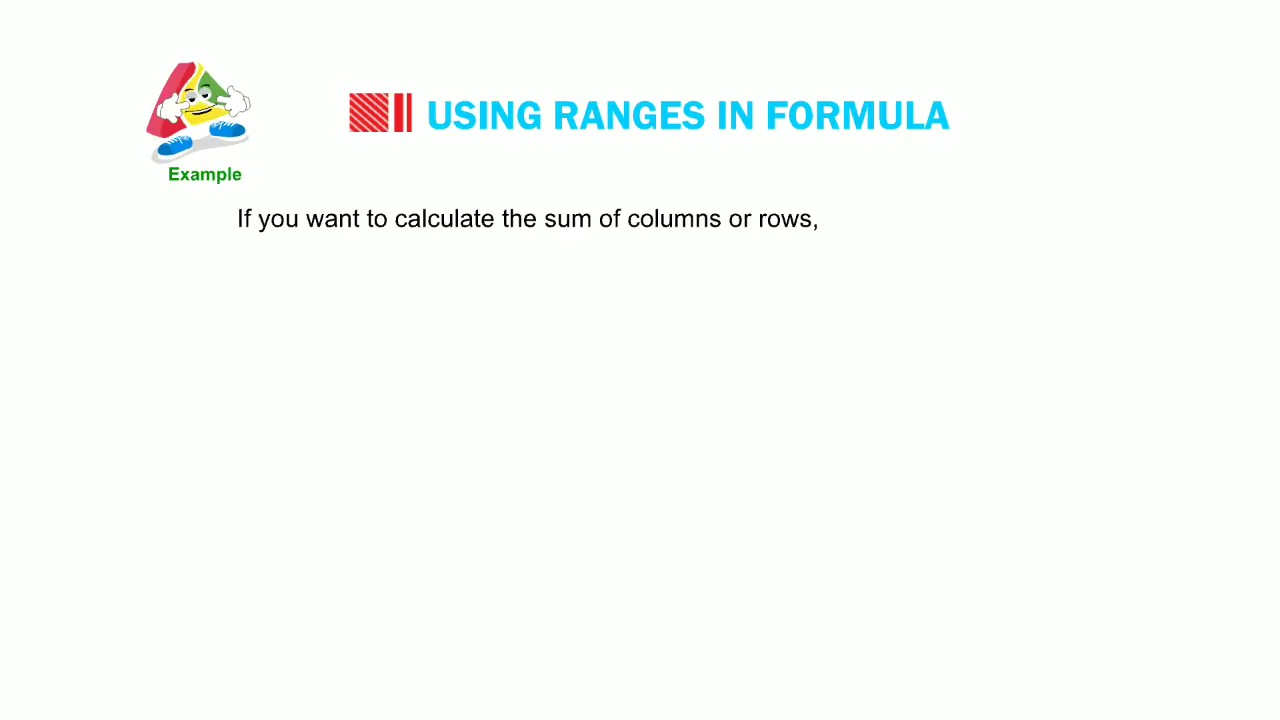 USING RANGES IN FORMULA
Example
If you want to calculate the sum of columns or rows,